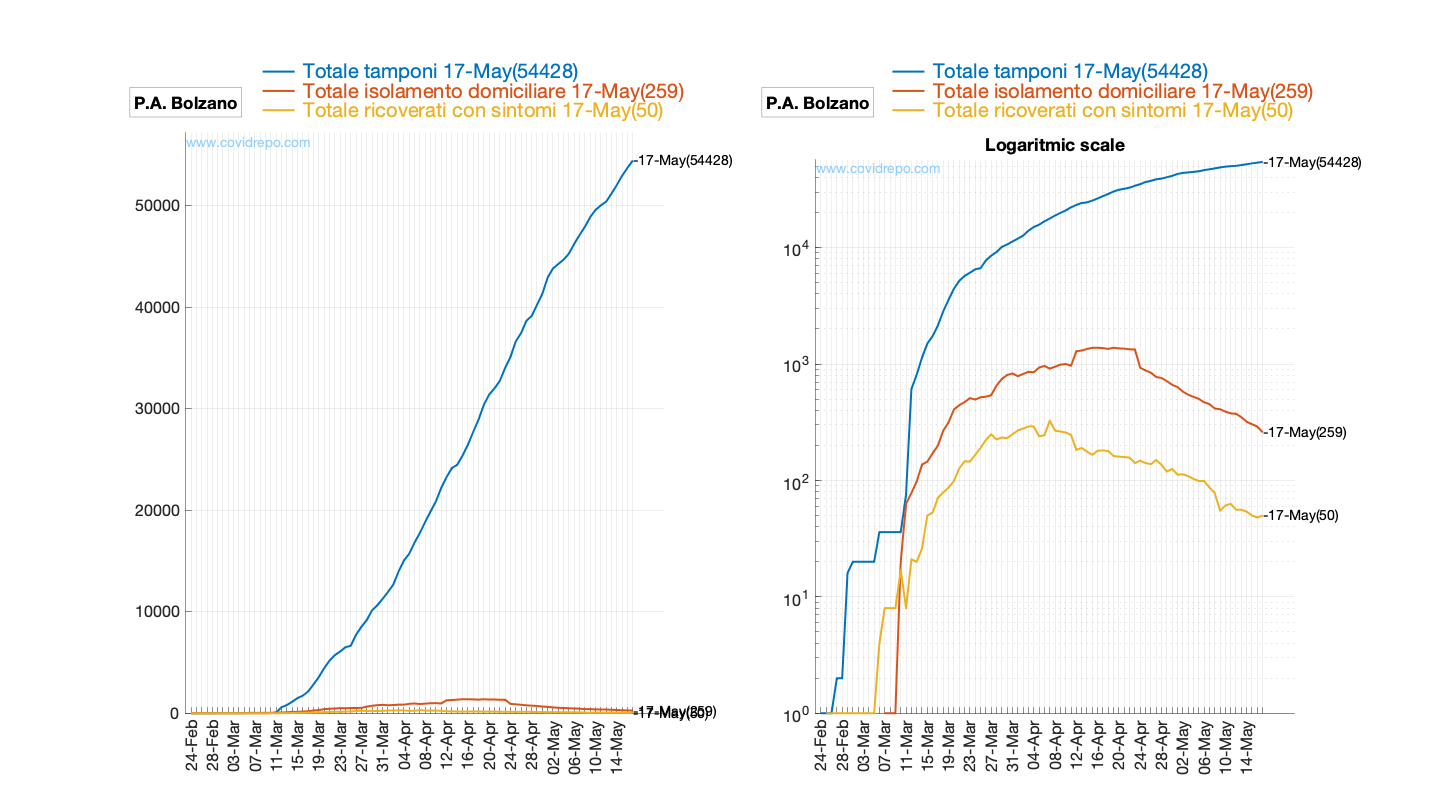 Totale tamponi 17-May(54428)
Totale isolamento domiciliare 17-May(259)
Totale ricoverati con sintomi 17-May(50)
P.A. Bolzano
www.covidrepo.com
-17-May(54428)
-17-May(259)
-17-May(50)
50000
40000
30000
20000
10000
0
24-Feb
28-Feb
03-Mar
07-Mar
11-Mar
15-Mar
19-Mar
23-Mar
27-Mar
31-Mar
04-Apr
08-Apr
12-Apr
16-Apr
20-Apr
24-Apr
28-Apr
02-May
06-May
10-May
14-May
Totale tamponi 17-May(54428)
Totale isolamento domiciliare 17-May(259)
Totale ricoverati con sintomi 17-May(50)
P.A. Bolzano
Logaritmic scale
www.covidrepo.com
-17-May(54428)
-17-May(259)
-17-May(50)
10⁴
10³
10²
10¹
10⁰
24-Feb
28-Feb
03-Mar
07-Mar
11-Mar
15-Mar
19-Mar
23-Mar
27-Mar
31-Mar
04-Apr
08-Apr
12-Apr
16-Apr
20-Apr
24-Apr
28-Apr
02-May
06-May
10-May
14-May